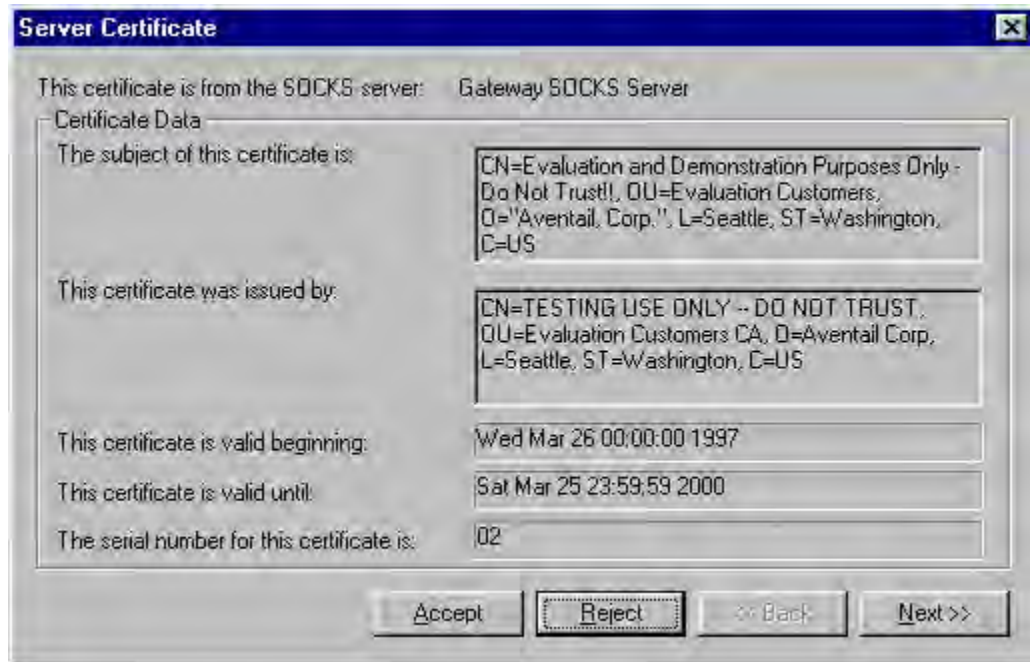 Server Certificate
This certificate is from the SOCKS server: Gateway SOCKS Server
Certificate Data
The subject of this certificate is:
CN=Evaluation and Demonstration Purposes Only -
Do Not Trust!!, OU=Evaluation Customers,
O="Aventail, Corp.", L=Seattle, ST=Washington,
C=US
This certificate was issued by:
CN=TESTING USE ONLY -- DO NOT TRUST,
OU=Evaluation Customers CA, O=Aventail Corp,
L=Seattle, ST=Washington, C=US
This certificate is valid beginning: Wed Mar 26 00:00:00 1997
This certificate is valid until: Sat Mar 25 23:59:59 2000
The serial number for this certificate is: 02
Accept Reject << Back Next >>